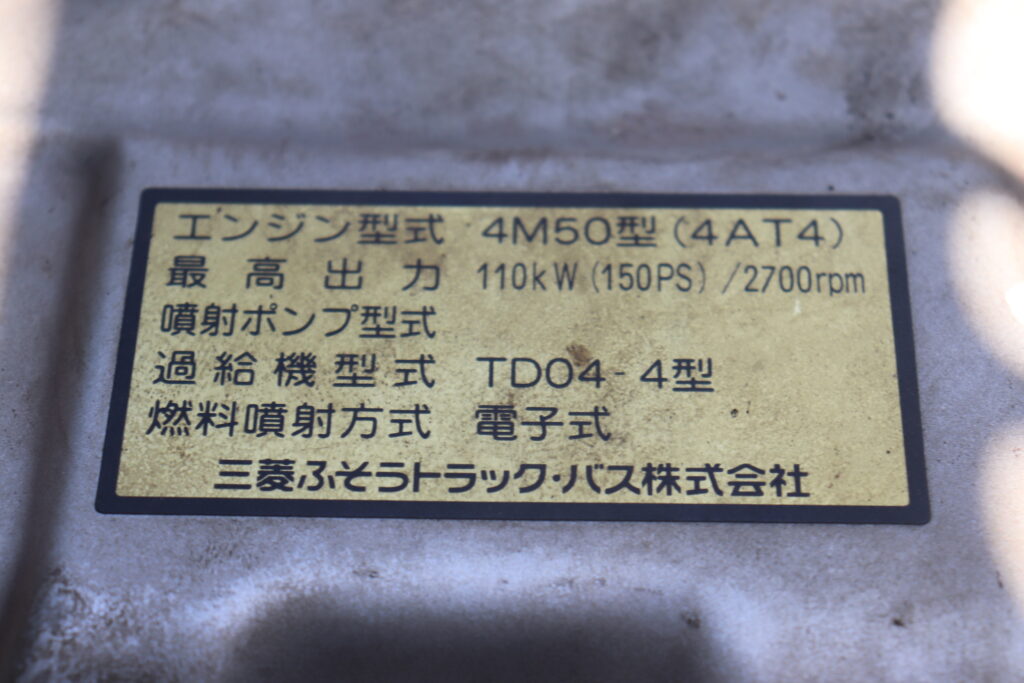 エンジン型式 4M50型(4AT4)
最高出力 110kW(150PS)/2700rpm
噴射ポンプ型式
過給機型式 TD04-4型
燃料噴射方式 電子式
三菱ふそうトラック・バス株式会社